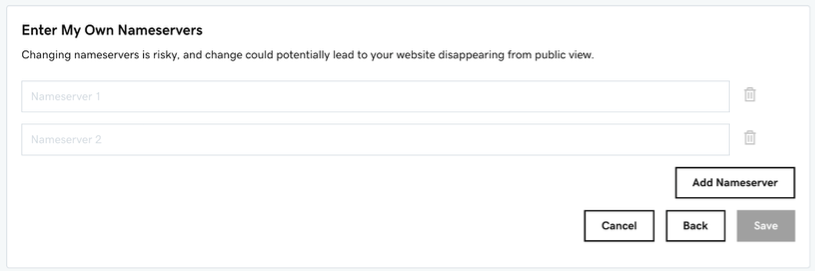 Enter My Own Nameservers
Changing nameservers is risky, and change could potentially lead to your website disappearing from public view.
Nameserver 1
Nameserver 2
Add Nameserver
Cancel Back Save